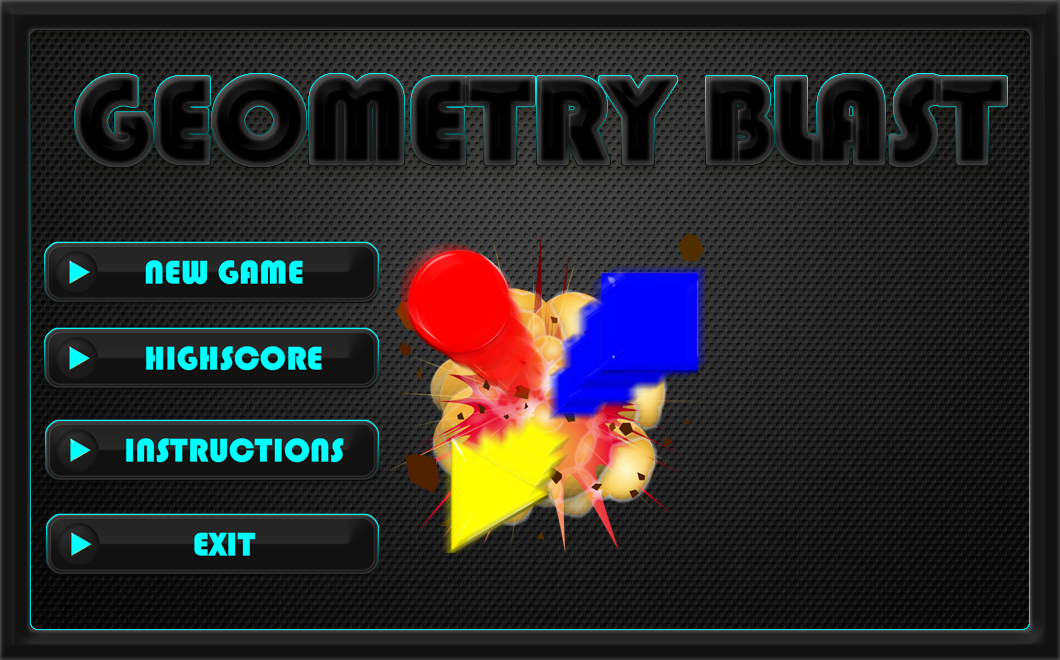 GEOMETRY BLAST
NEW GAME
HIGHSCORE
INSTRUCTIONS
EXIT